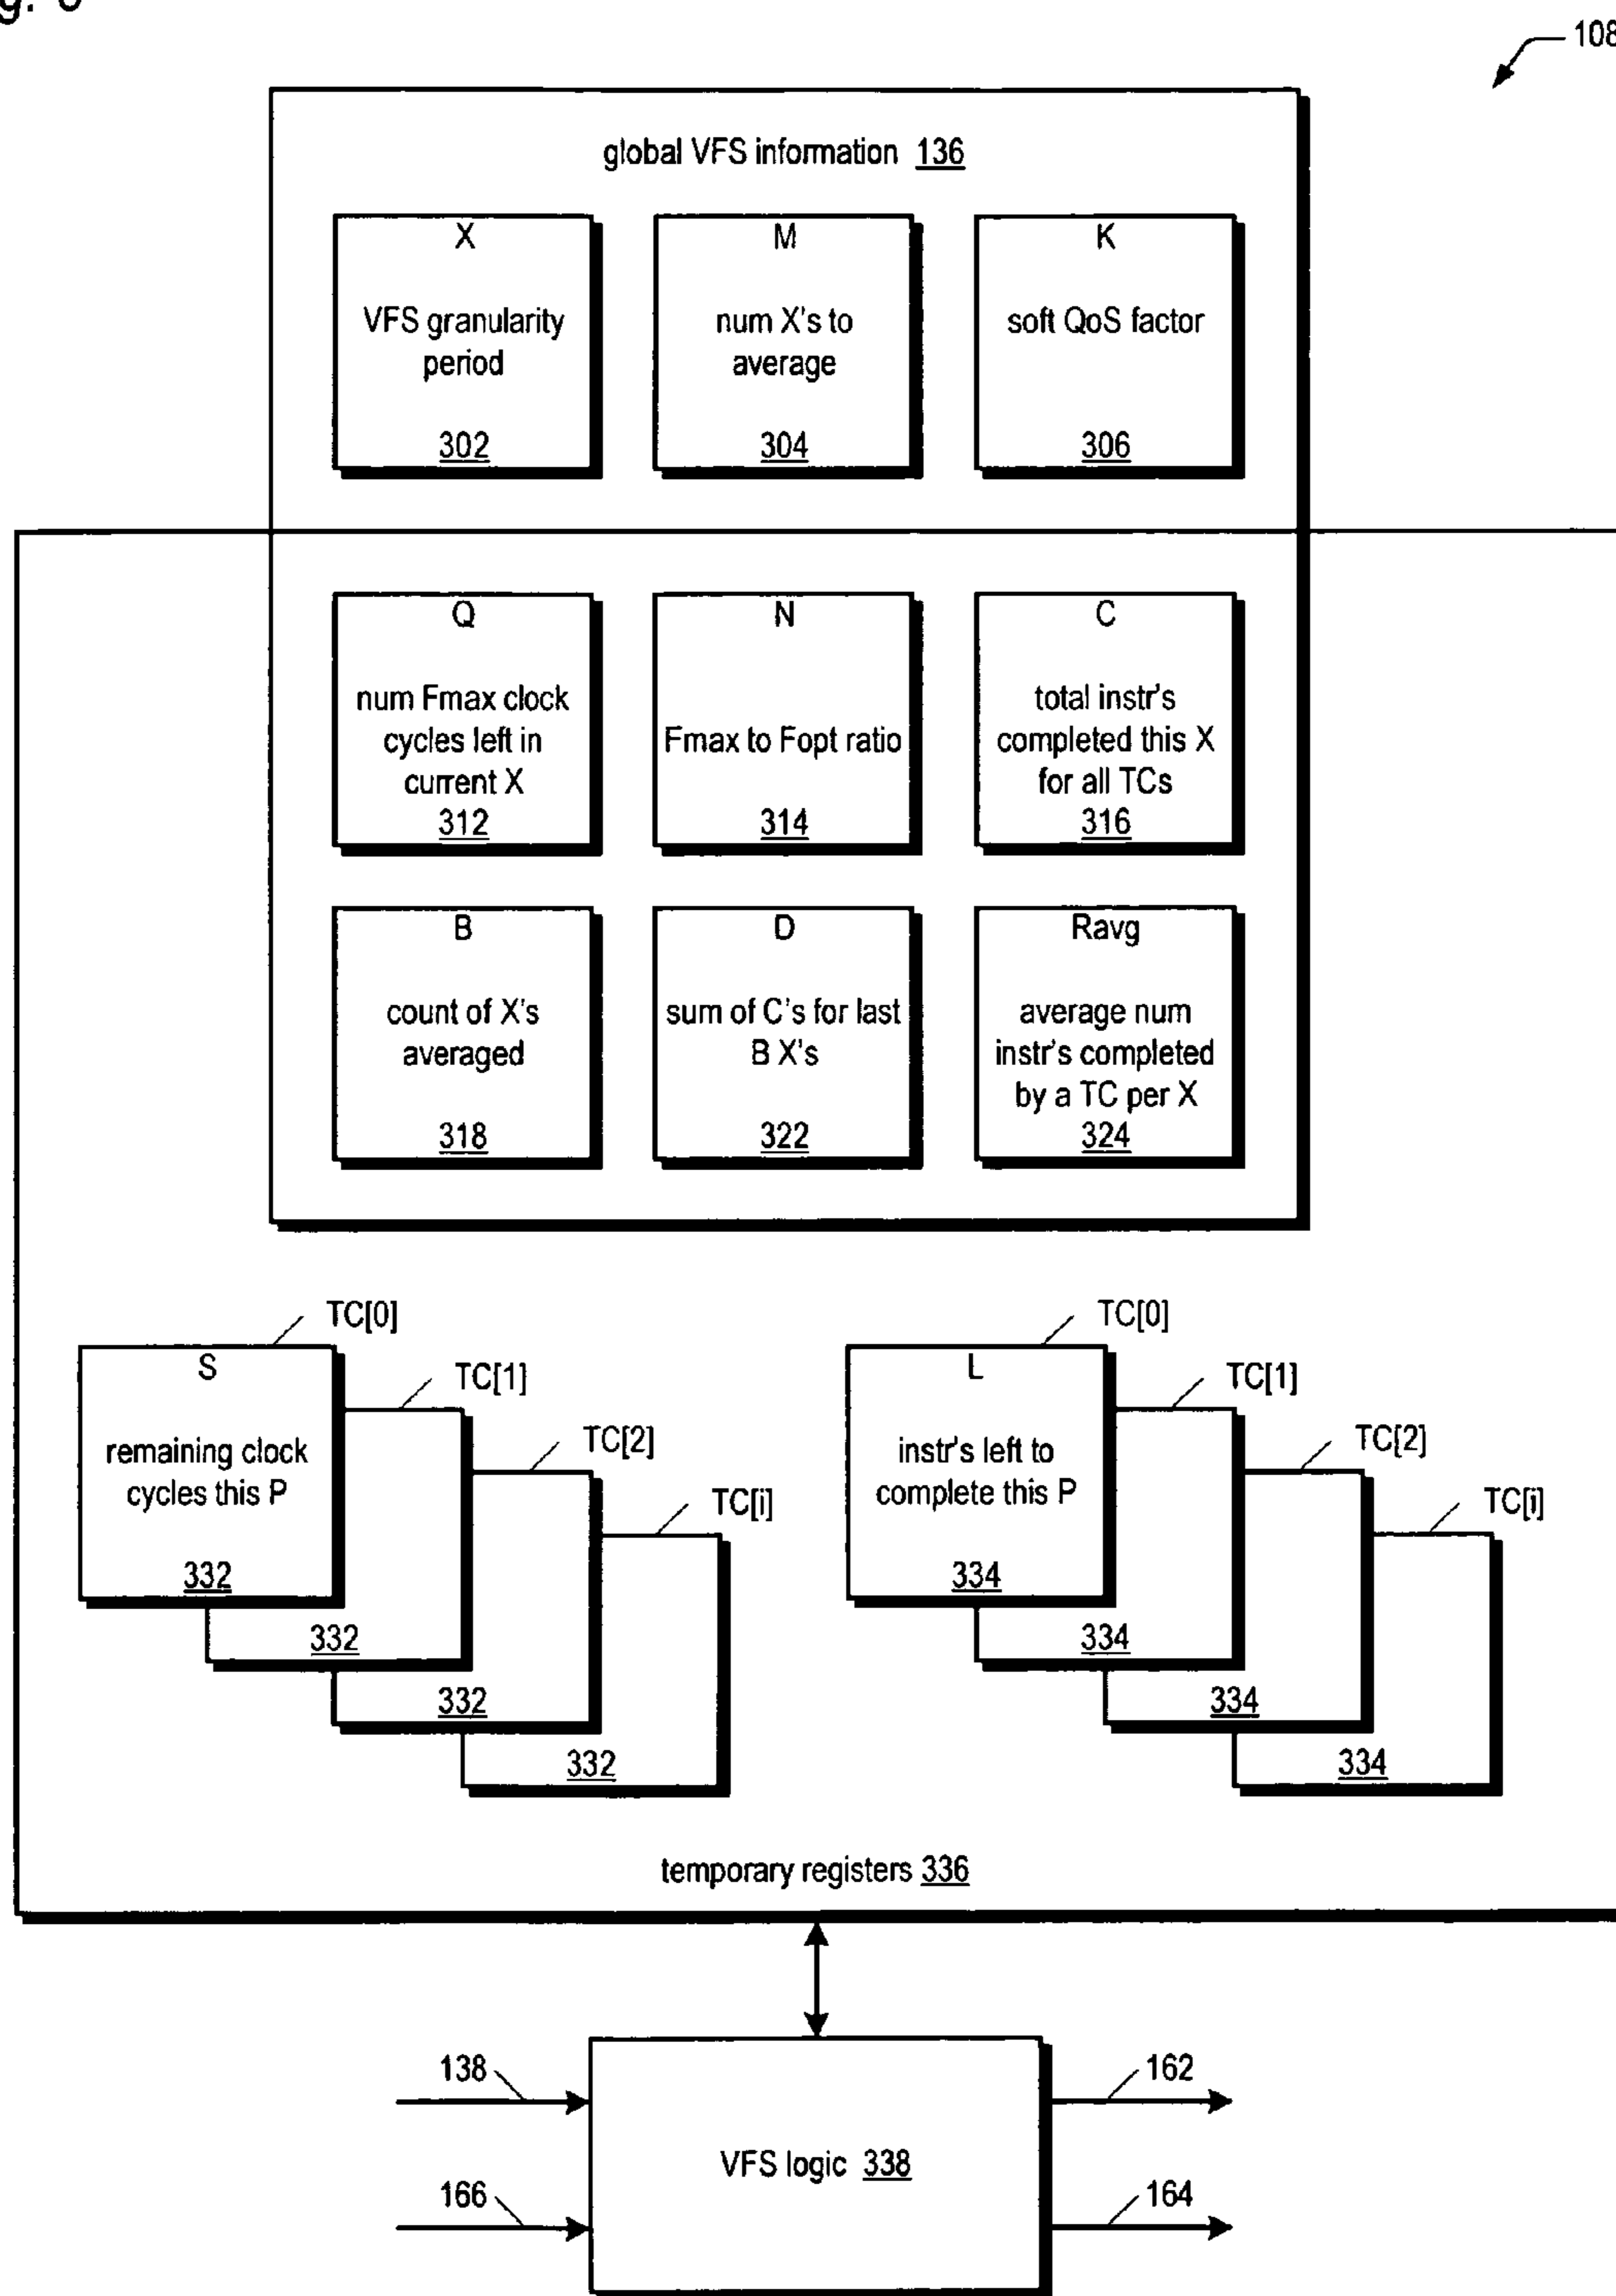 108
global VFS information 136
X
VFS granularity
period
302
M
num X's to
average
304
K
soft QoS factor
306
Q
num Fmax clock
cycles left in
current X
312
N
Fmax to Fopt ratio
314
C
total instr's
completed this X
for all TCs
316
B
count of X's
averaged
318
D
sum of C's for last
B X's
322
Ravg
average num
instr's completed
by a TC per X
324
TC[0]
S
remaining clock
cycles this P
332
TC[1]
332
TC[2]
332
TC[i]
332
TC[0]
L
instr's left to
complete this P
334
TC[1]
334
TC[2]
334
TC[i]
334
temporary registers 336
138
166
VFS logic 338
162
164